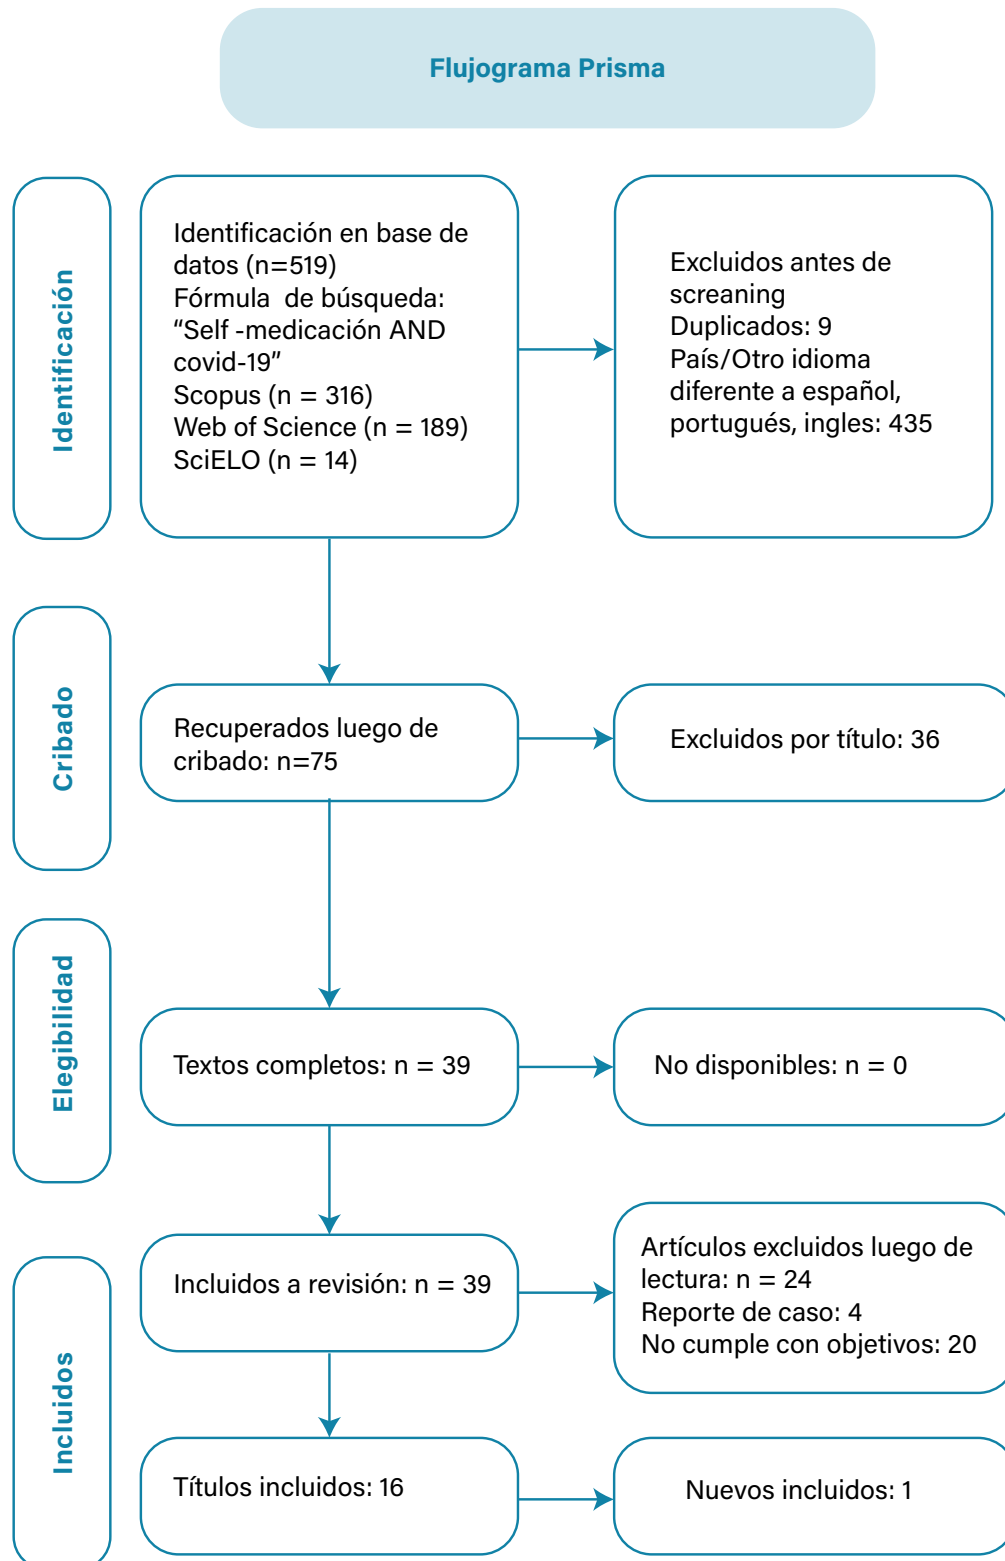 Flujograma Prisma
Identificación
Identificación en base de
datos (n=519)
Fórmula de búsqueda:
“Self -medicación AND
covid-19”
Scopus (n = 316)
Web of Science (n = 189)
SciELO (n = 14)
Excluidos antes de
screaning
Duplicados: 9
País/Otro idioma
diferente a español,
portugués, ingles: 435
Cribado
Recuperados luego de
cribado: n=75
Excluidos por título: 36
Elegibilidad
Textos completos: n = 39
No disponibles: n = 0
Incluidos
Incluidos a revisión: n = 39
Artículos excluidos luego de
lectura: n = 24
Reporte de caso: 4
No cumple con objetivos: 20
Títulos incluidos: 16
Nuevos incluidos: 1